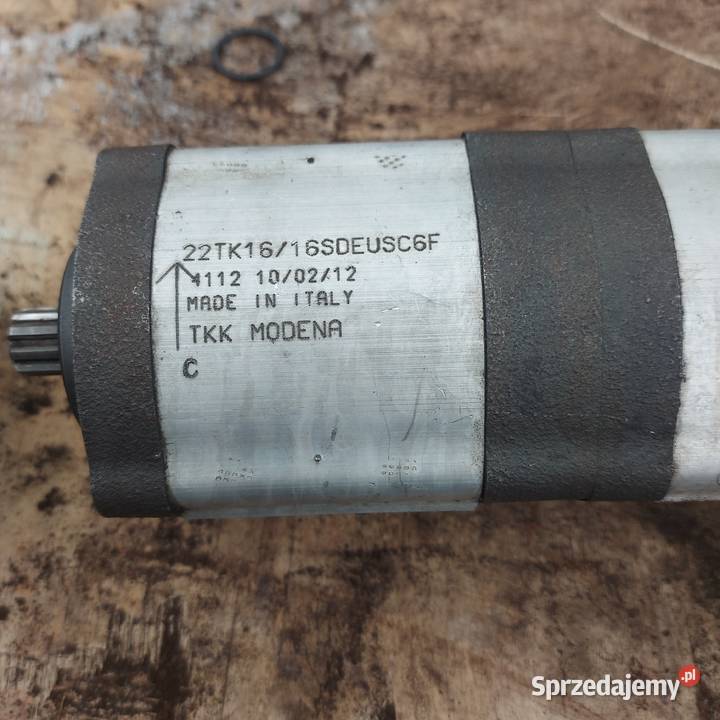 22TK16/16SDEUSC6F
4112 10/02/12
MADE IN ITALY
TKK MODENA
C
Sprzedajemy.pl